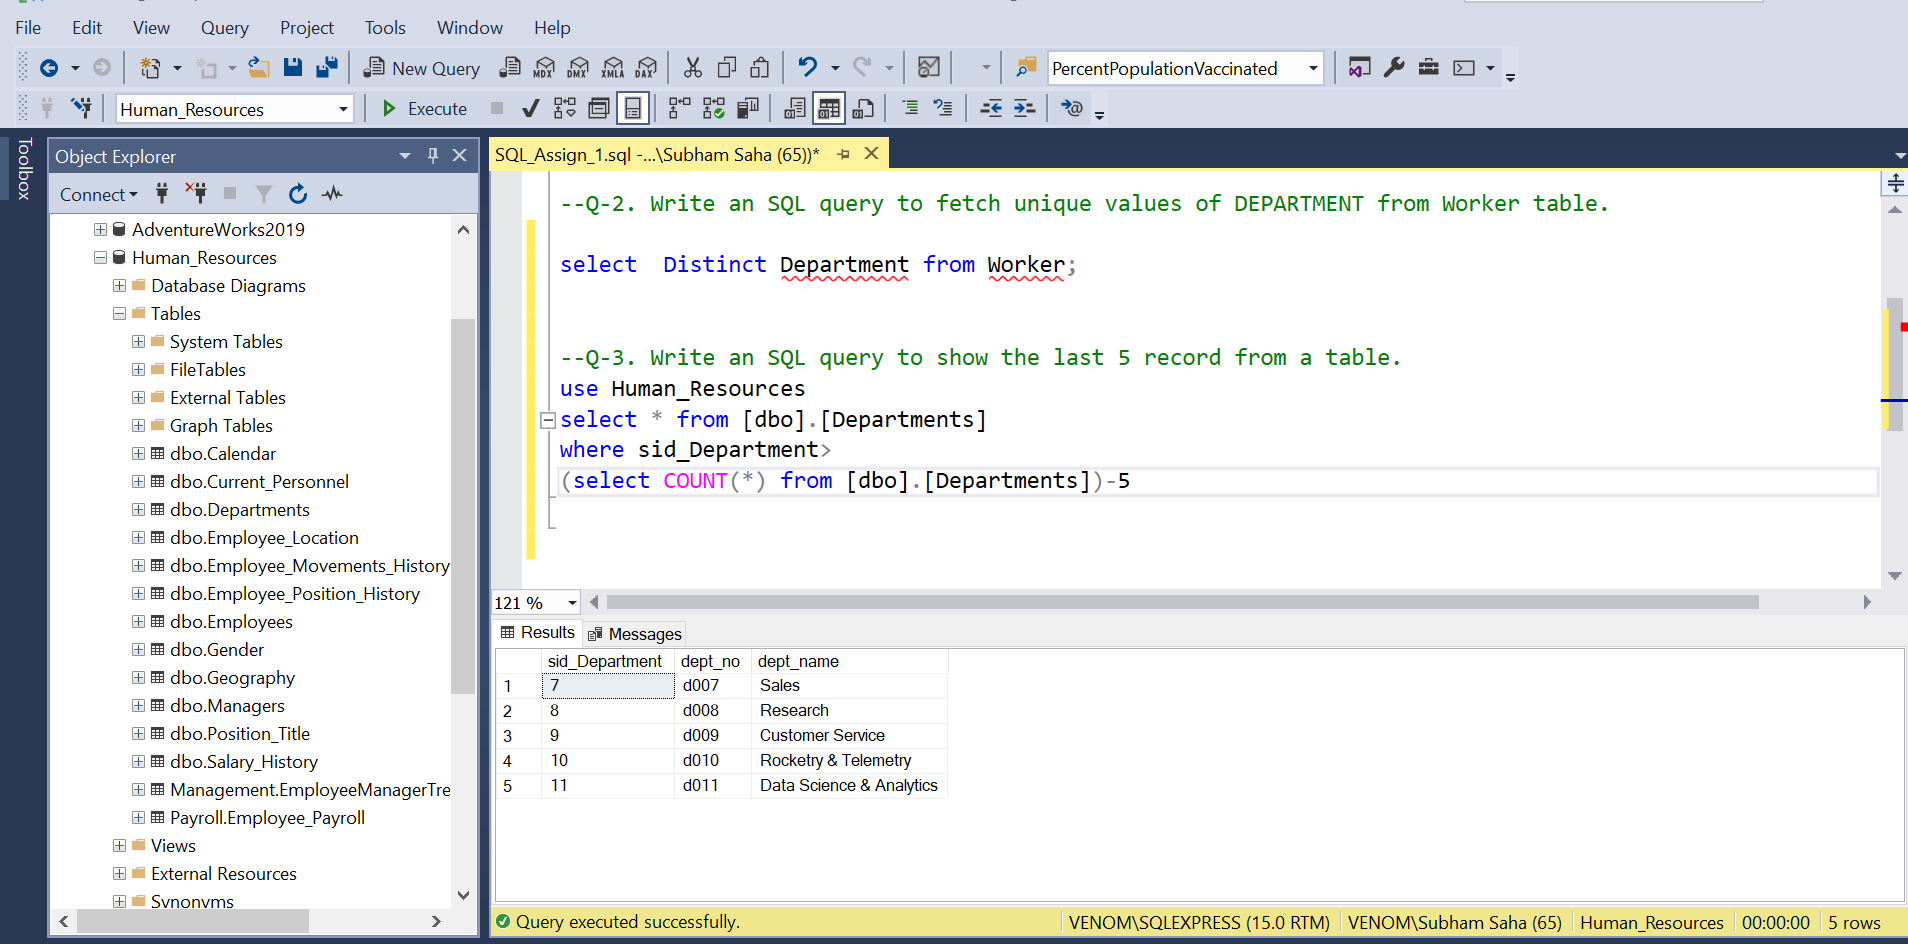 File Edit View Query Project Tools Window Help
New Query MDX DMX XMLA DAX PercentPopulationVaccinated
Human_Resources Execute
Toolbox
Object Explorer
Connect
AdventureWorks2019
Human_Resources
Database Diagrams
Tables
System Tables
FileTables
External Tables
Graph Tables
dbo.Calendar
dbo.Current_Personnel
dbo.Departments
dbo.Employee_Location
dbo.Employee_Movements_History
dbo.Employee_Position_History
dbo.Employees
dbo.Gender
dbo.Geography
dbo.Managers
dbo.Position_Title
dbo.Salary_History
Management.EmployeeManagerTre
Payroll.Employee_Payroll
Views
External Resources
Synonyms
SQL_Assign_1.sql -...\Subham Saha (65))*
--Q-2. Write an SQL query to fetch unique values of DEPARTMENT from Worker table.
select  Distinct Department from Worker;
--Q-3. Write an SQL query to show the last 5 record from a table.
use Human_Resources
select * from [dbo].[Departments]
where sid_Department>
(select COUNT(*) from [dbo].[Departments])-5
121 %
Results Messages
sid_Department dept_no dept_name
1 7 d007 Sales
2 8 d008 Research
3 9 d009 Customer Service
4 10 d010 Rocketry & Telemetry
5 11 d011 Data Science & Analytics
Query executed successfully. VENOM\SQLEXPRESS (15.0 RTM) VENOM\Subham Saha (65) Human_Resources 00:00:00 5 rows